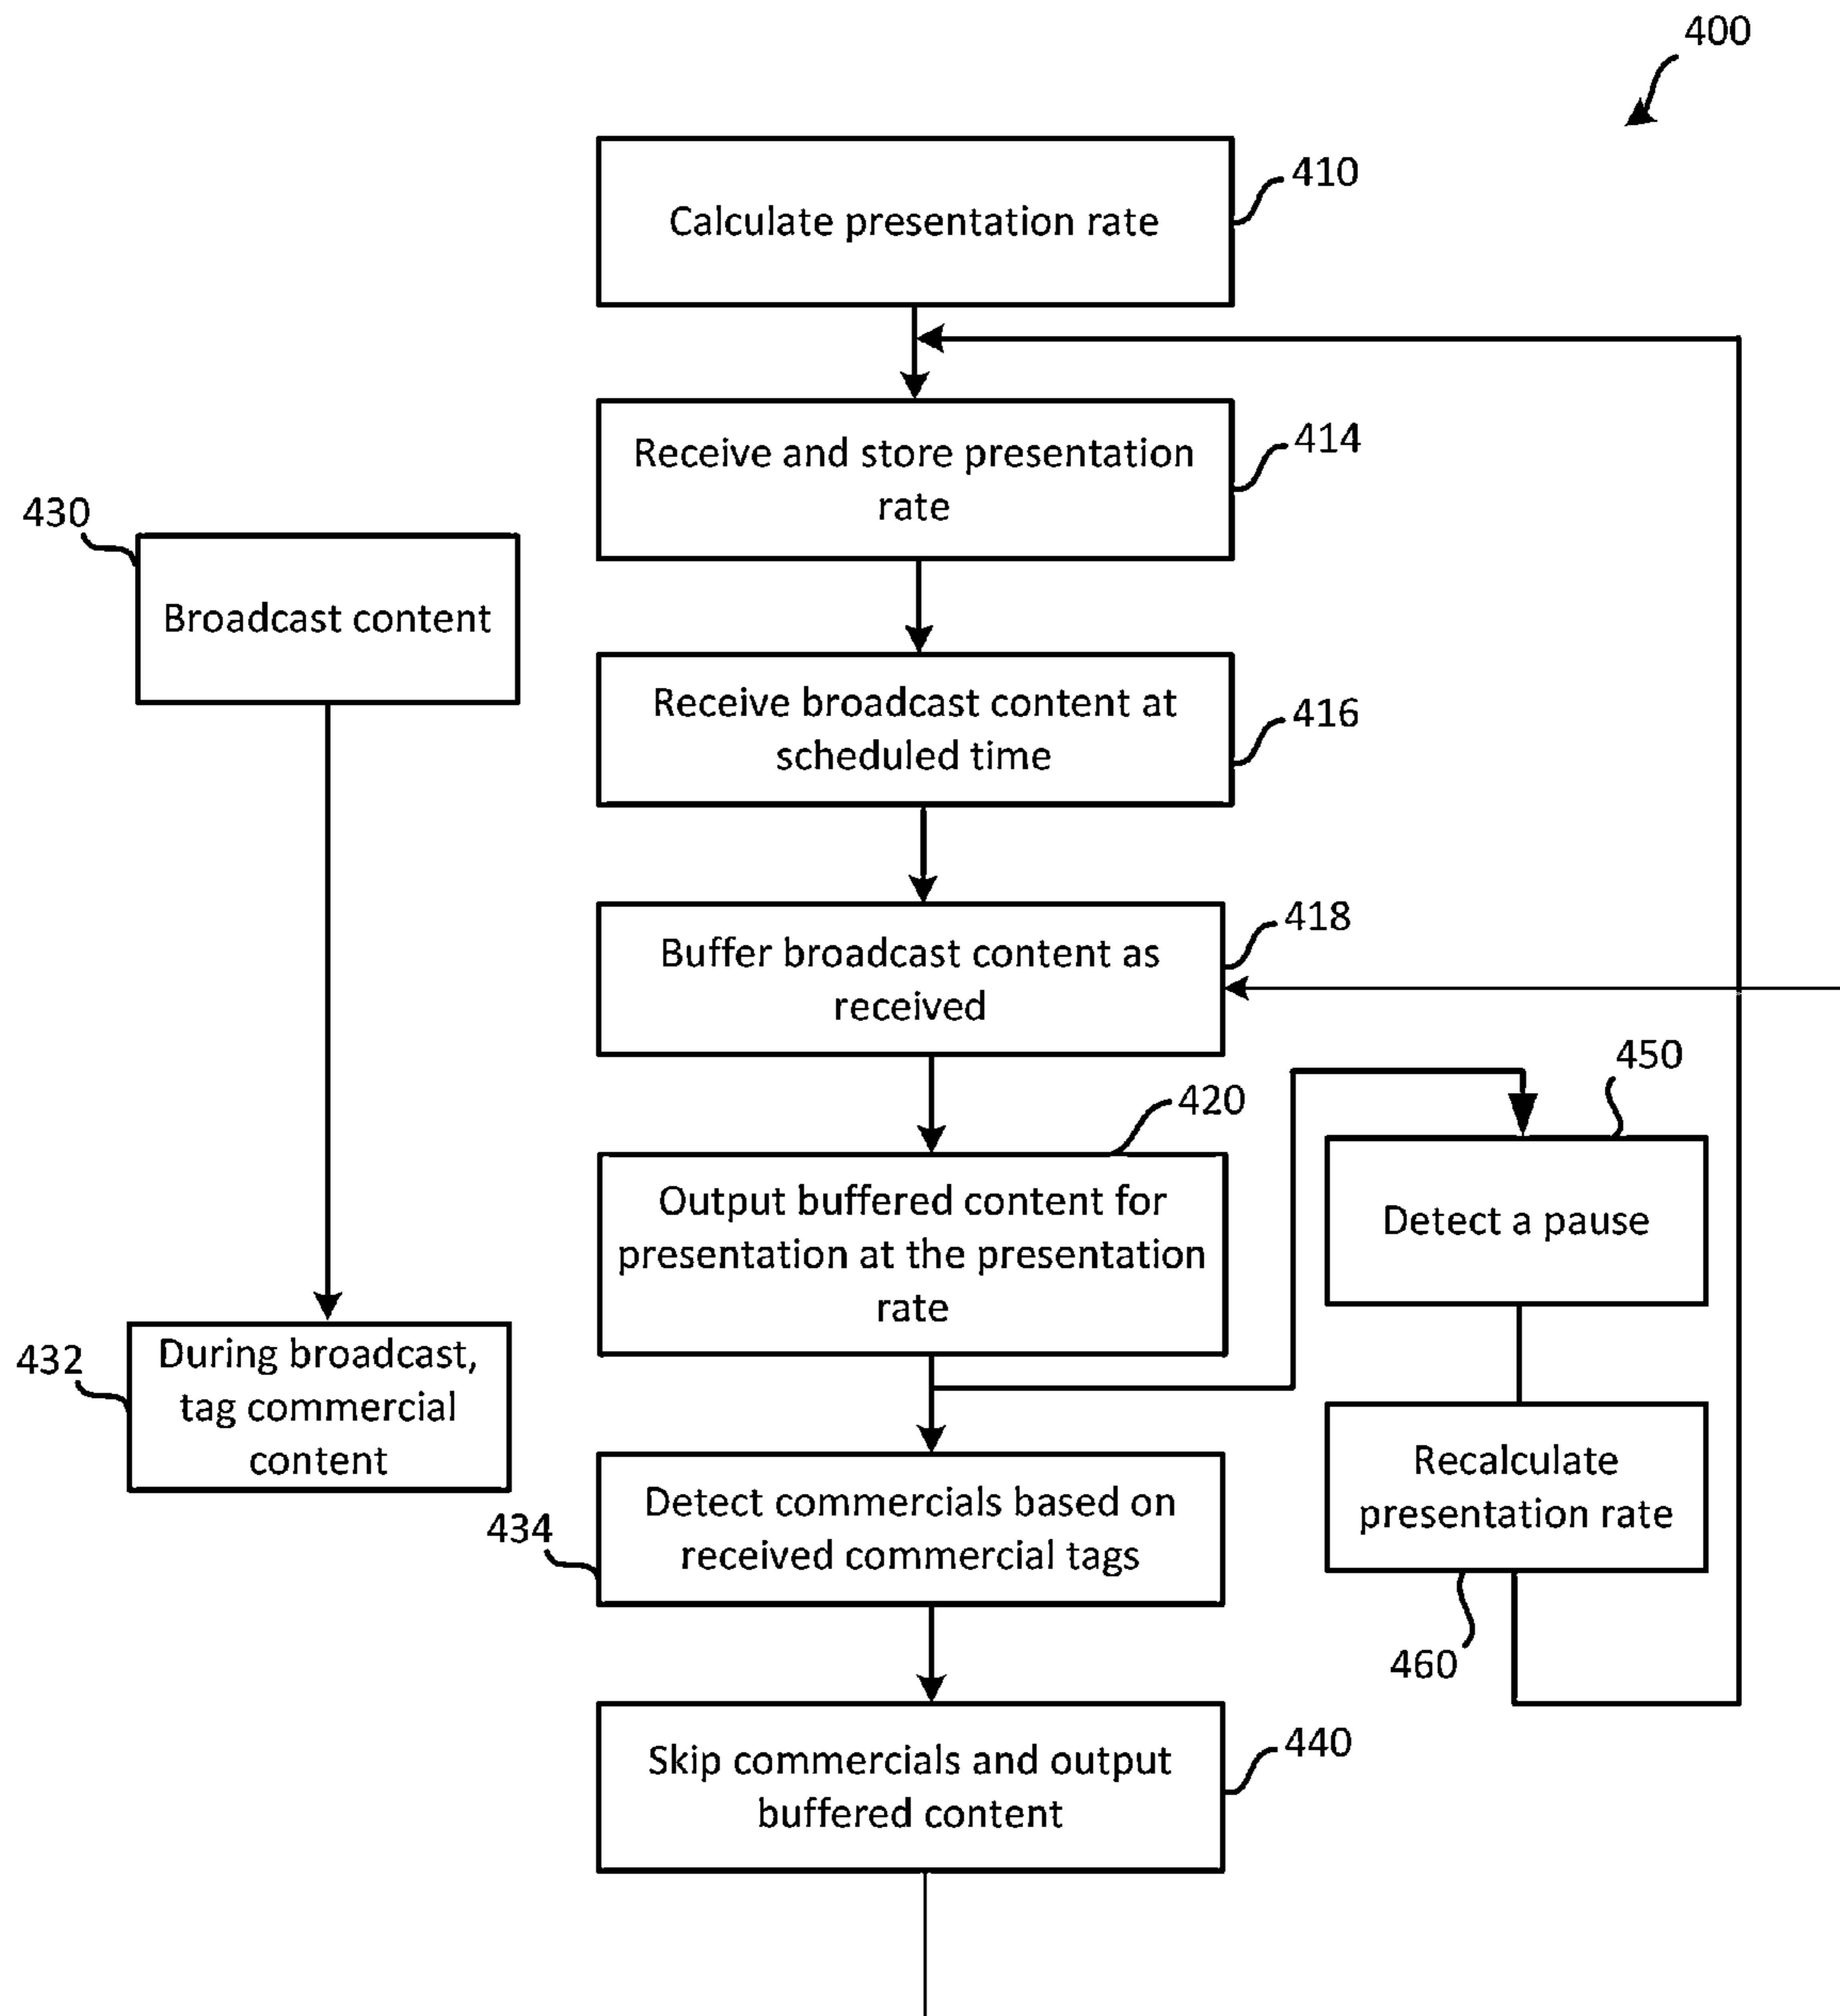 400
410
Calculate presentation rate
414
Receive and store presentation
rate
430
Broadcast content
416
Receive broadcast content at
scheduled time
418
Buffer broadcast content as
received
420
Output buffered content for
presentation at the presentation
rate
450
Detect a pause
432
During broadcast,
tag commercial
content
434
Detect commercials based on
received commercial tags
Recalculate
presentation rate
460
440
Skip commercials and output
buffered content